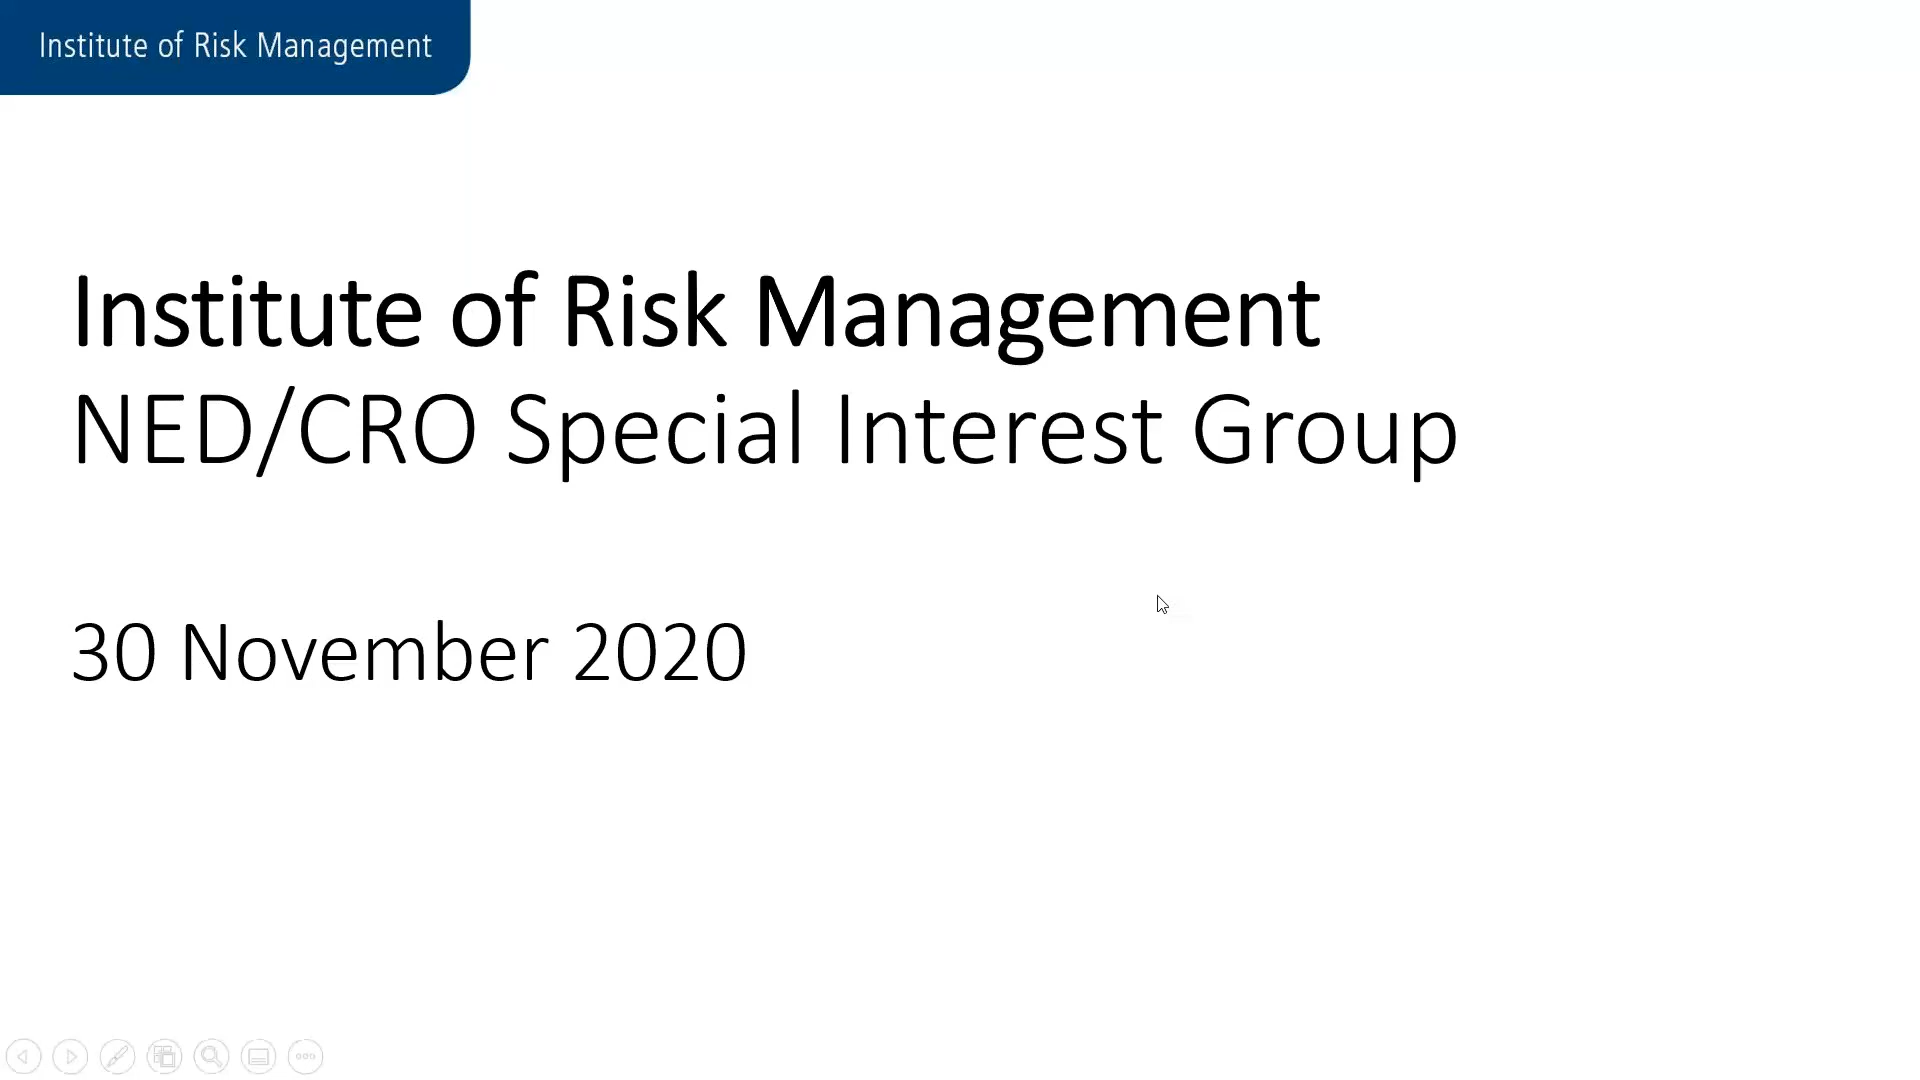 Institute of Risk Management
Institute of Risk Management
NED/CRO Special Interest Group
30 November 2020